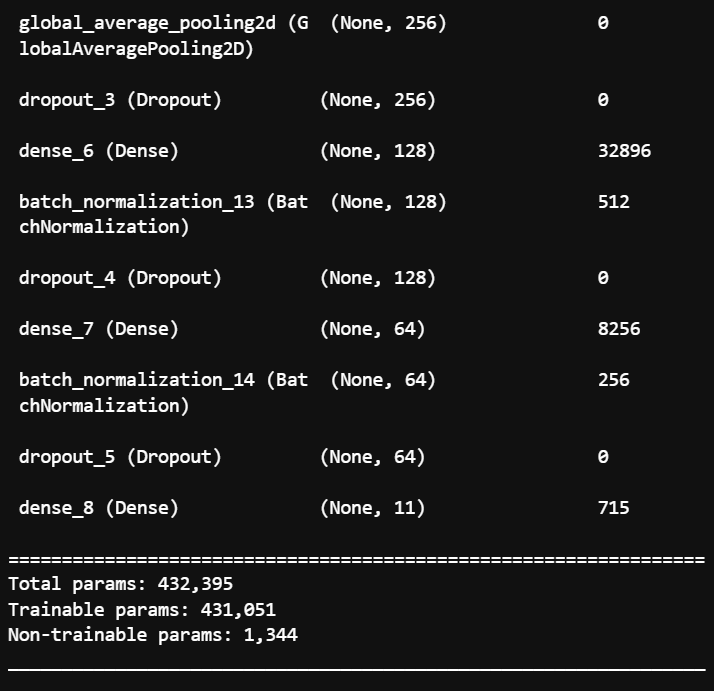 global_average_pooling2d (G  (None, 256)              0
lobalAveragePooling2D)
dropout_3 (Dropout)         (None, 256)               0
dense_6 (Dense)             (None, 128)               32896
batch_normalization_13 (Bat  (None, 128)              512
chNormalization)
dropout_4 (Dropout)         (None, 128)               0
dense_7 (Dense)             (None, 64)                8256
batch_normalization_14 (Bat  (None, 64)               256
chNormalization)
dropout_5 (Dropout)         (None, 64)                0
dense_8 (Dense)             (None, 11)                715
=================================================================
Total params: 432,395
Trainable params: 431,051
Non-trainable params: 1,344
_________________________________________________________________